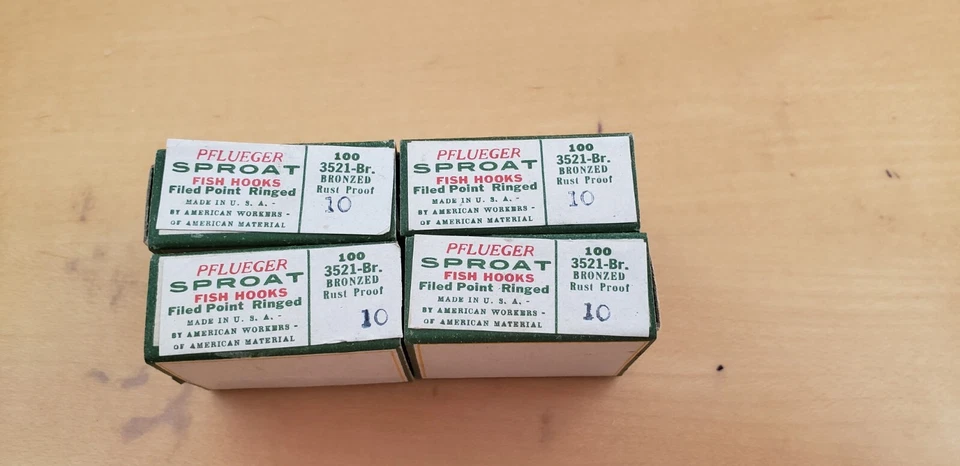 PFLUEGER
SPROAT
FISH HOOKS
Filed Point Ringed
MADE IN U. S. A. -
BY AMERICAN WORKERS -
OF AMERICAN MATERIAL
100
3521-Br.
BRONZED
Rust Proof
10
PFLUEGER
SPROAT
FISH HOOKS
Filed Point Ringed
MADE IN U. S. A. -
BY AMERICAN WORKERS -
OF AMERICAN MATERIAL
100
3521-Br.
BRONZED
Rust Proof
10
PFLUEGER
SPROAT
FISH HOOKS
Filed Point Ringed
MADE IN U. S. A. -
BY AMERICAN WORKERS -
OF AMERICAN MATERIAL
100
3521-Br.
BRONZED
Rust Proof
10
PFLUEGER
SPROAT
FISH HOOKS
Filed Point Ringed
MADE IN U. S. A. -
BY AMERICAN WORKERS -
OF AMERICAN MATERIAL
100
3521-Br.
BRONZED
Rust Proof
10